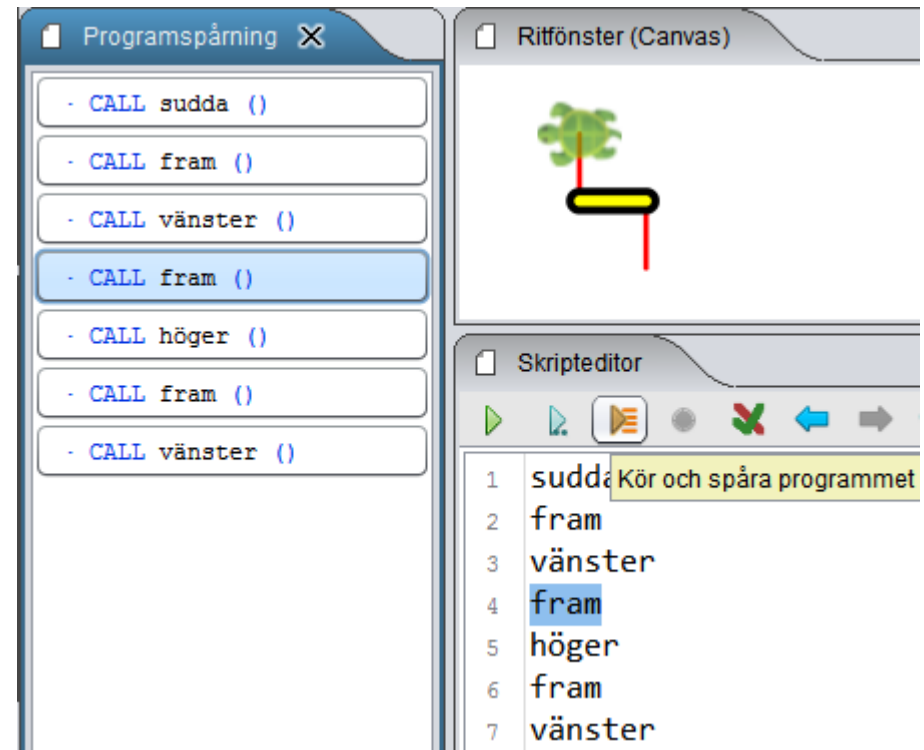 Programspårning
· CALL sudda ()
· CALL fram ()
· CALL vänster ()
· CALL fram ()
· CALL höger ()
· CALL fram ()
· CALL vänster ()
Ritfönster (Canvas)
Skripteditor
Kör och spåra programmet
1 sudda
2 fram
3 vänster
4 fram
5 höger
6 fram
7 vänster